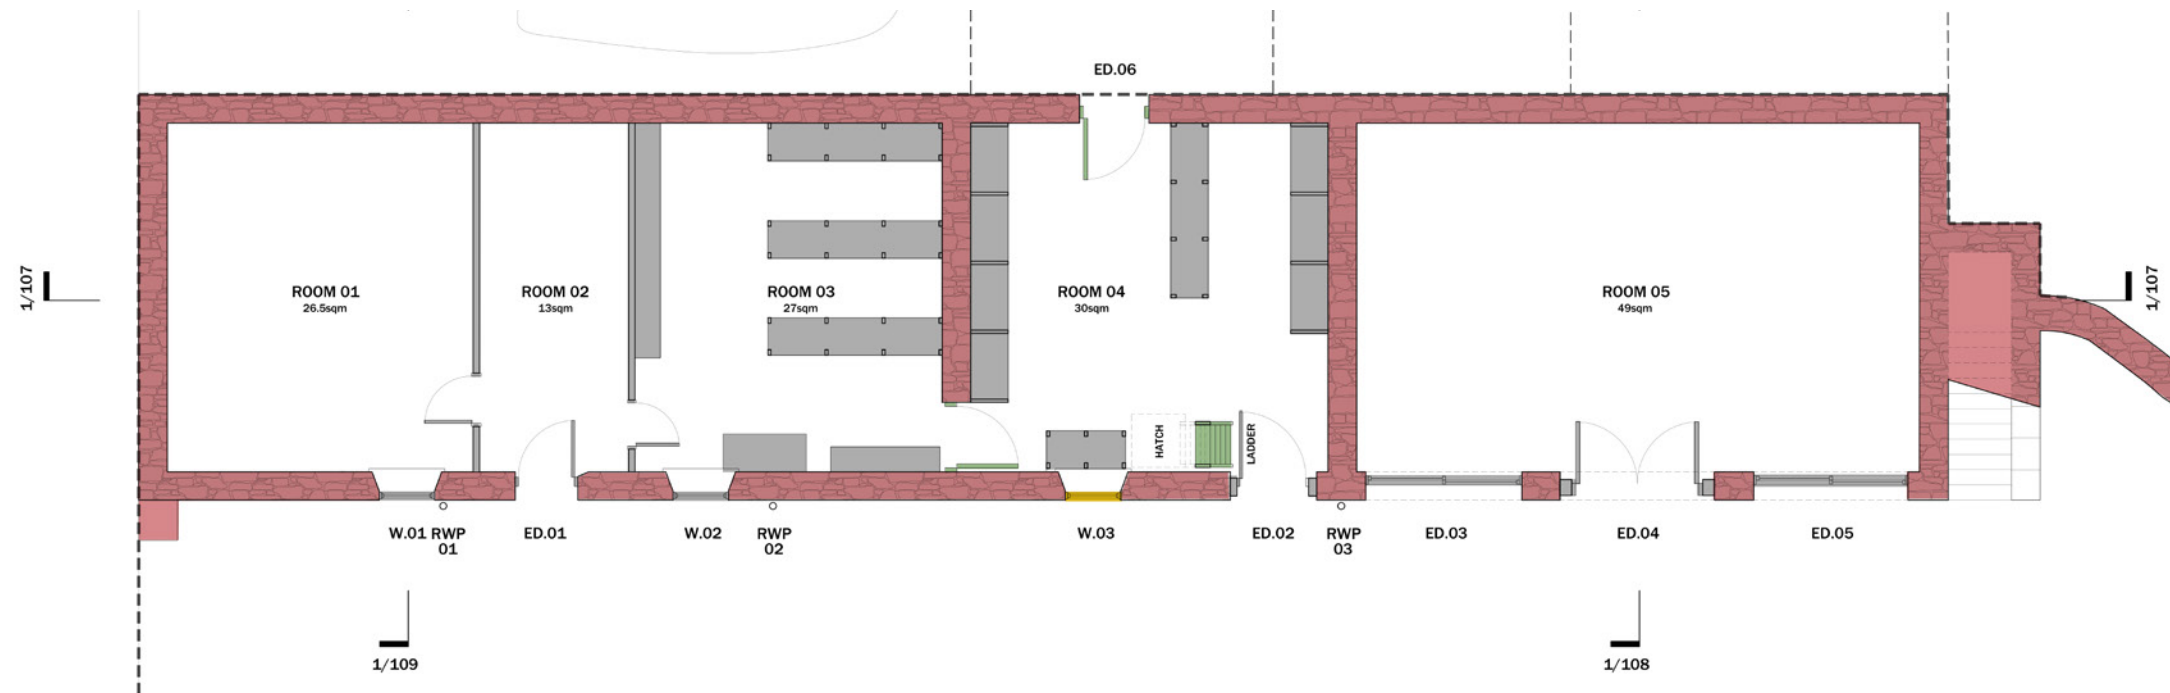 ED.06
1/107
1/107
ROOM 01
26.5sqm
ROOM 02
13sqm
ROOM 03
27sqm
ROOM 04
30sqm
ROOM 05
49sqm
HATCH
LADDER
W.01
RWP
01
ED.01
W.02
RWP
02
W.03
ED.02
RWP
03
ED.03
ED.04
ED.05
1/109
1/108